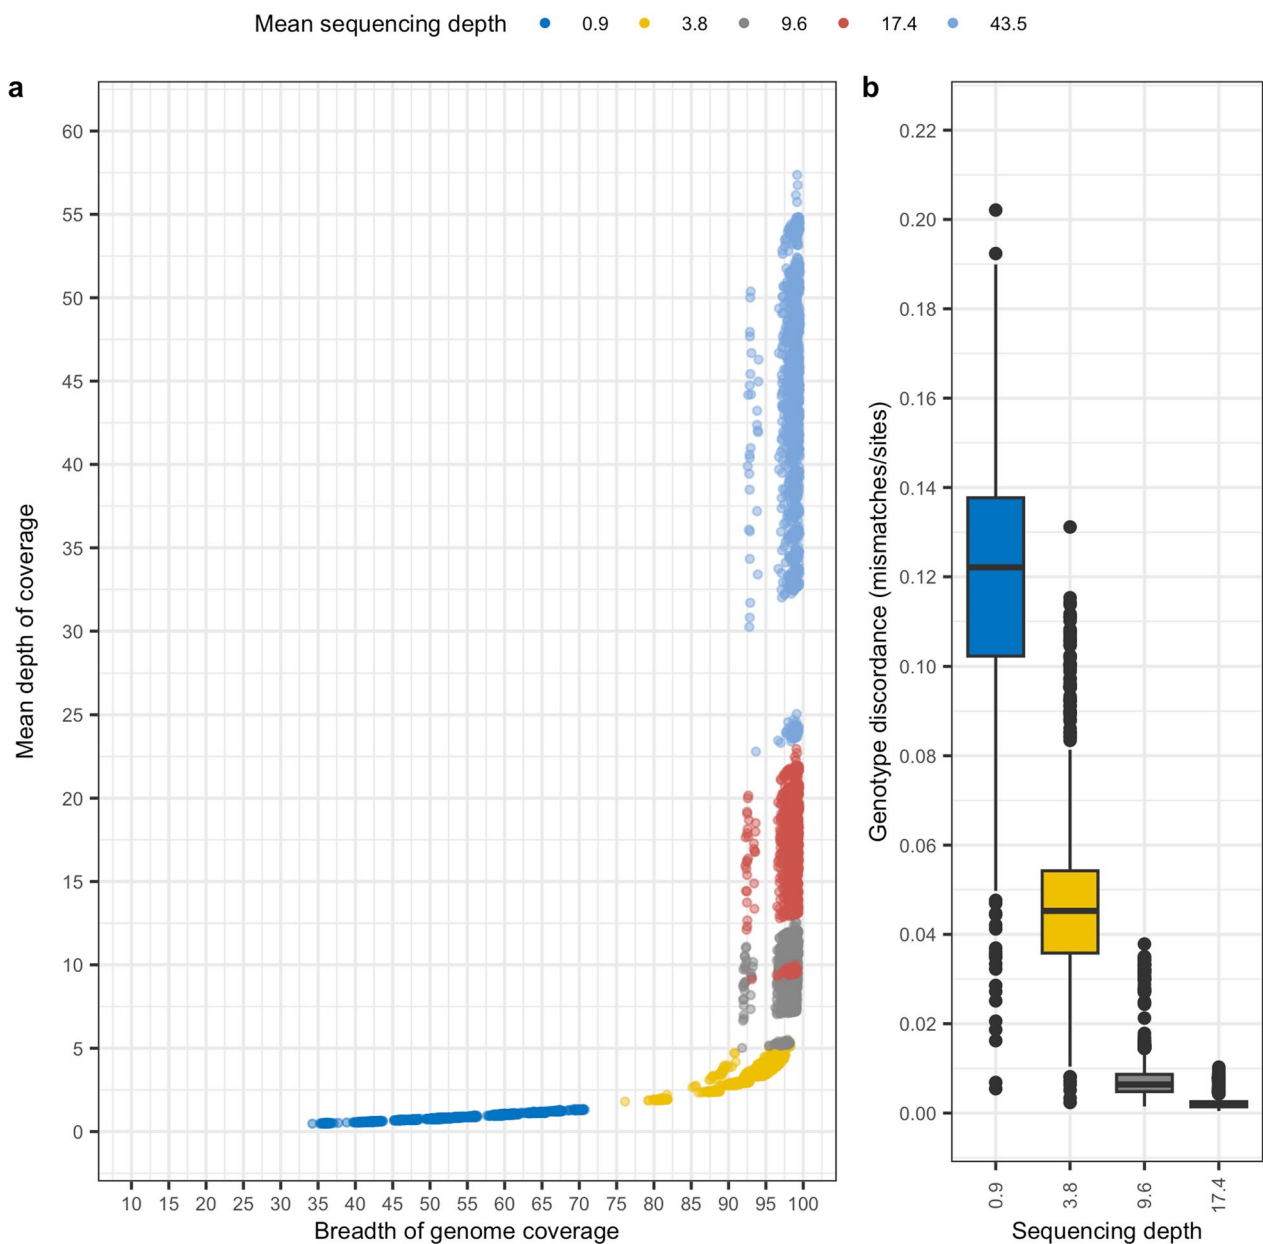 Mean sequencing depth 0.9 3.8 9.6 17.4 43.5
a
60
55
50
45
40
35
30
25
20
15
10
5
0
Mean depth of coverage
10 15 20 25 30 35 40 45 50 55 60 65 70 75 80 85 90 95 100
Breadth of genome coverage
b
0.22
0.20
0.18
0.16
0.14
0.12
0.10
0.08
0.06
0.04
0.02
0.00
Genotype discordance (mismatches/sites)
0.9 3.8 9.6 17.4
Sequencing depth